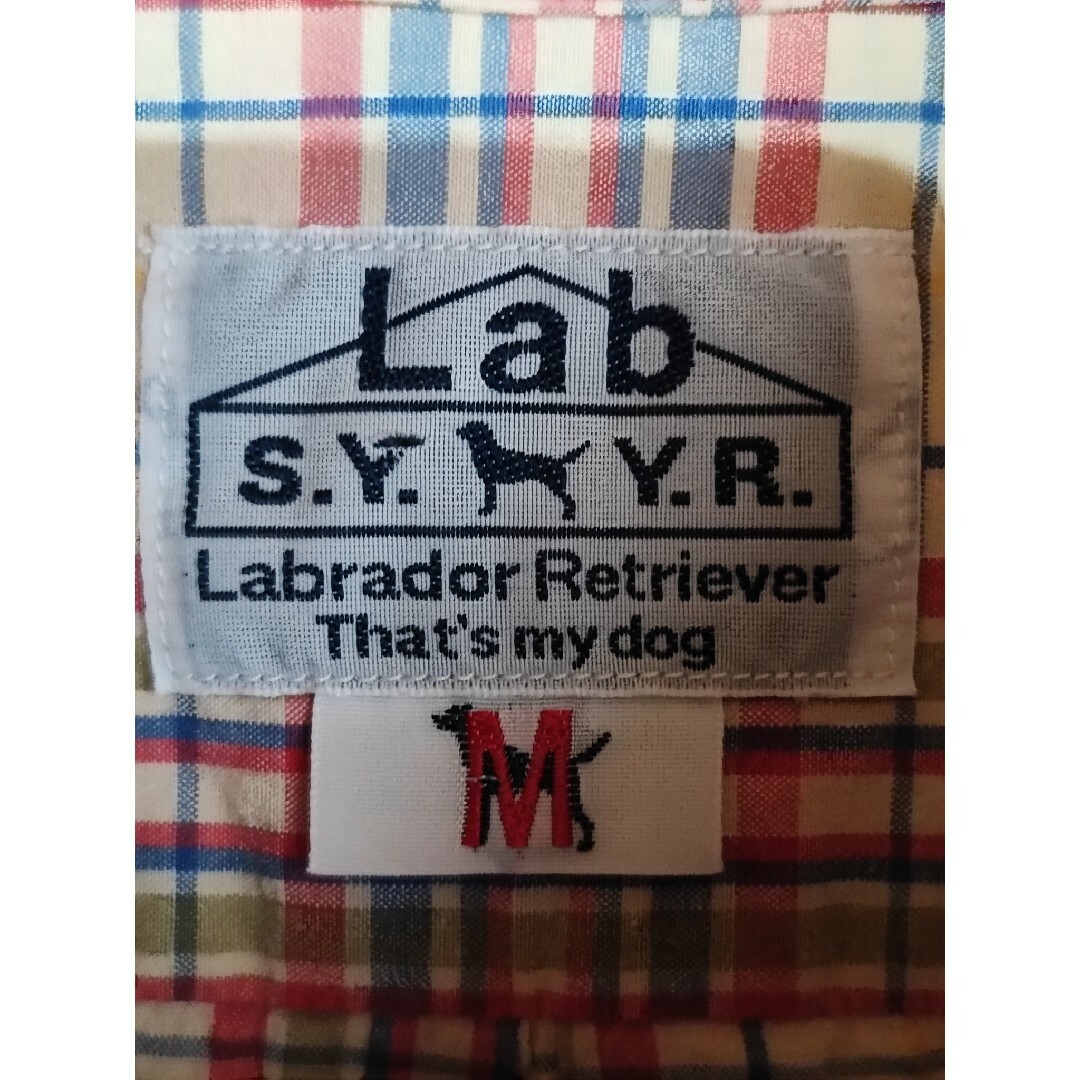 Lab
S.Y. Y.R.
Labrador Retriever
That's my dog
M